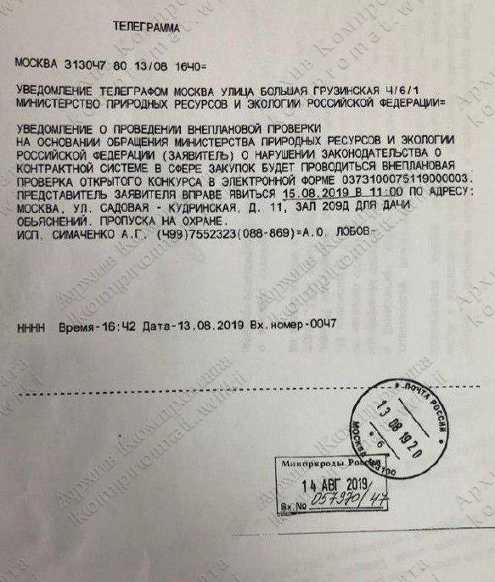 ТЕЛЕГРАММА
МОСКВА 313047 80 13/08 1640=
УВЕДОМЛЕНИЕ ТЕЛЕГРАФОМ МОСКВА УЛИЦА БОЛЬШАЯ ГРУЗИНСКАЯ 4/6/1
МИНИСТЕРСТВО ПРИРОДНЫХ РЕСУРСОВ И ЭКОЛОГИИ РОССИЙСКОЙ ФЕДЕРАЦИИ=
УВЕДОМЛЕНИЕ О ПРОВЕДЕНИИ ВНЕПЛАНОВОЙ ПРОВЕРКИ
НА ОСНОВАНИИ ОБРАЩЕНИЯ МИНИСТЕРСТВА ПРИРОДНЫХ РЕСУРСОВ И ЭКОЛОГИИ
РОССИЙСКОЙ ФЕДЕРАЦИИ (ЗАЯВИТЕЛЬ) О НАРУШЕНИИ ЗАКОНОДАТЕЛЬСТВА О
КОНТРАКТНОЙ СИСТЕМЕ В СФЕРЕ ЗАКУПОК БУДЕТ ПРОВОДИТЬСЯ ВНЕПЛАНОВАЯ
ПРОВЕРКА ОТКРЫТОГО КОНКУРСА В ЭЛЕКТРОННОЙ ФОРМЕ 0373100075119000003.
ПРЕДСТАВИТЕЛЬ ЗАЯВИТЕЛЯ ВПРАВЕ ЯВИТЬСЯ 15.08.2019 В 11:00 ПО АДРЕСУ:
МОСКВА, УЛ. САДОВАЯ - КУДРИНСКАЯ, Д. 11, ЗАЛ 209Д ДЛЯ ДАЧИ
ОБЬЯСНЕНИЙ. ПРОПУСКА НА ОХРАНЕ.
ИСП. СИМАЧЕНКО А.Г. (499)7552323(088-869)=А.О. ЛОБОВ-
НННН Время-16:42 Дата-13.08.2019 Вх.номер-0047
ПОЧТА РОССИИ
13 08 19 20
6
МОСКВА
Минприроды России
14 АВГ 2019
Вх.No 057970/47
Архив Компромата
kompromat.wiki